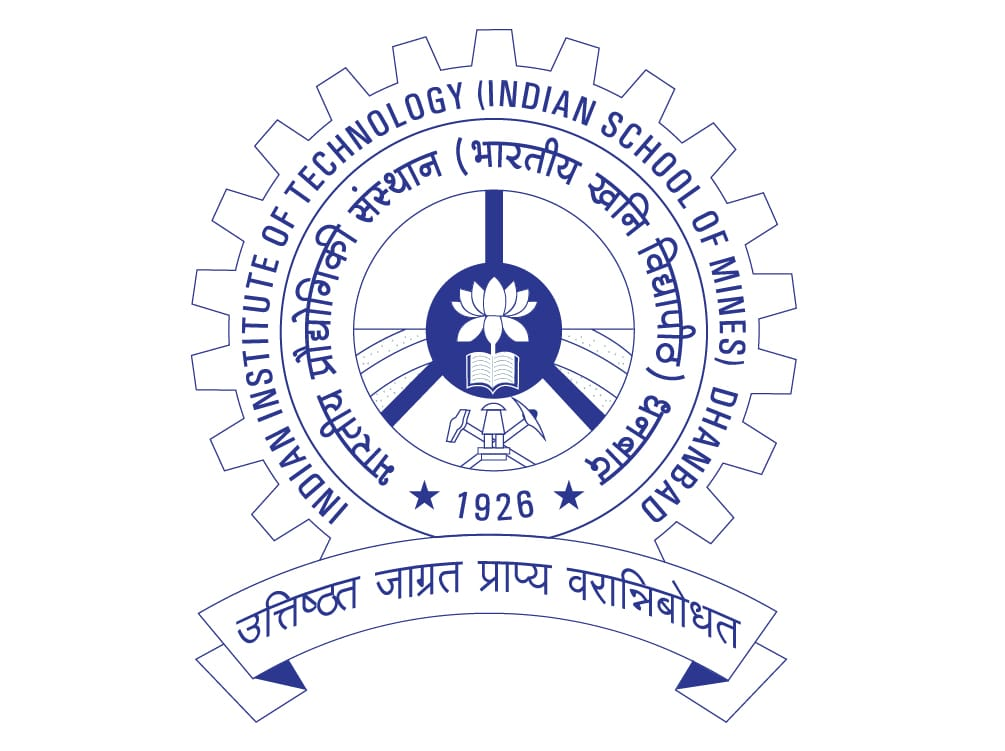 INDIAN INSTITUTE OF TECHNOLOGY (INDIAN SCHOOL OF MINES) DHANBAD
भारतीय प्रौद्योगिकी संस्थान (भारतीय खनि विद्यापीठ) धनबाद
1926
उत्तिष्ठत जाग्रत प्राप्य वरान्निबोधत